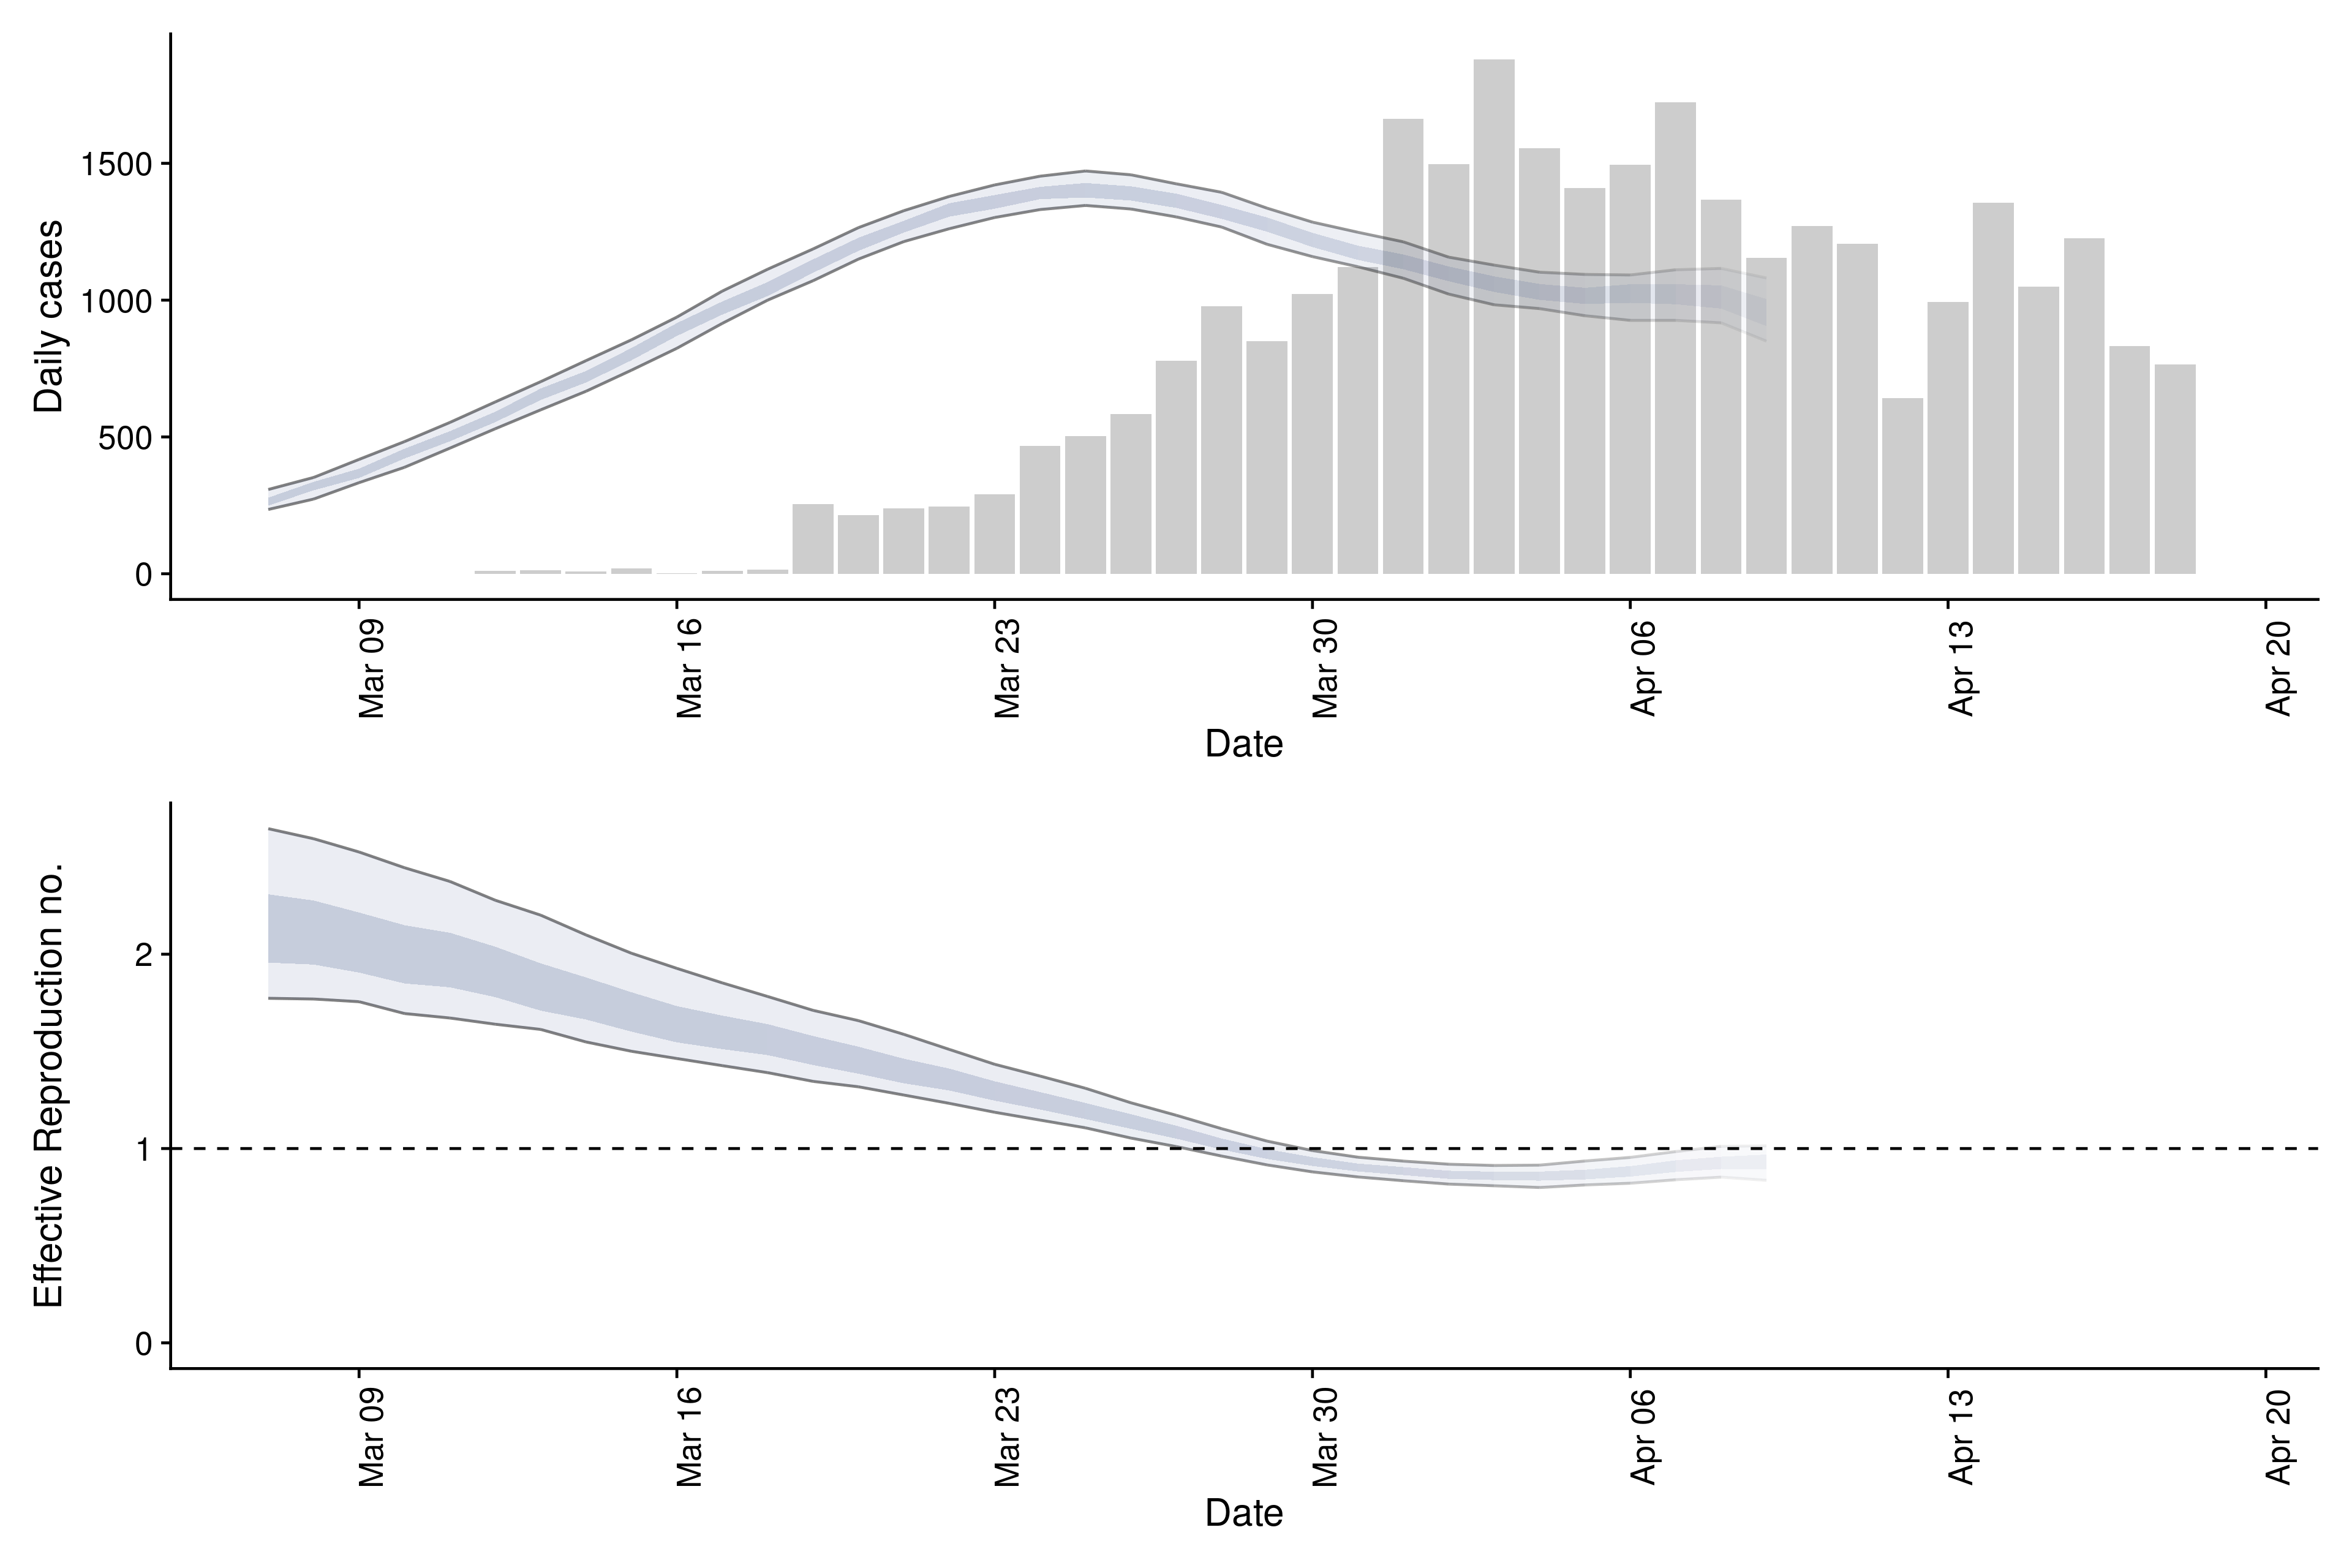 Daily cases
1500
1000
500
0
Mar 09
Mar 16
Mar 23
Mar 30
Apr 06
Apr 13
Apr 20
Date
Effective Reproduction no.
2
1
0
Mar 09
Mar 16
Mar 23
Mar 30
Apr 06
Apr 13
Apr 20
Date